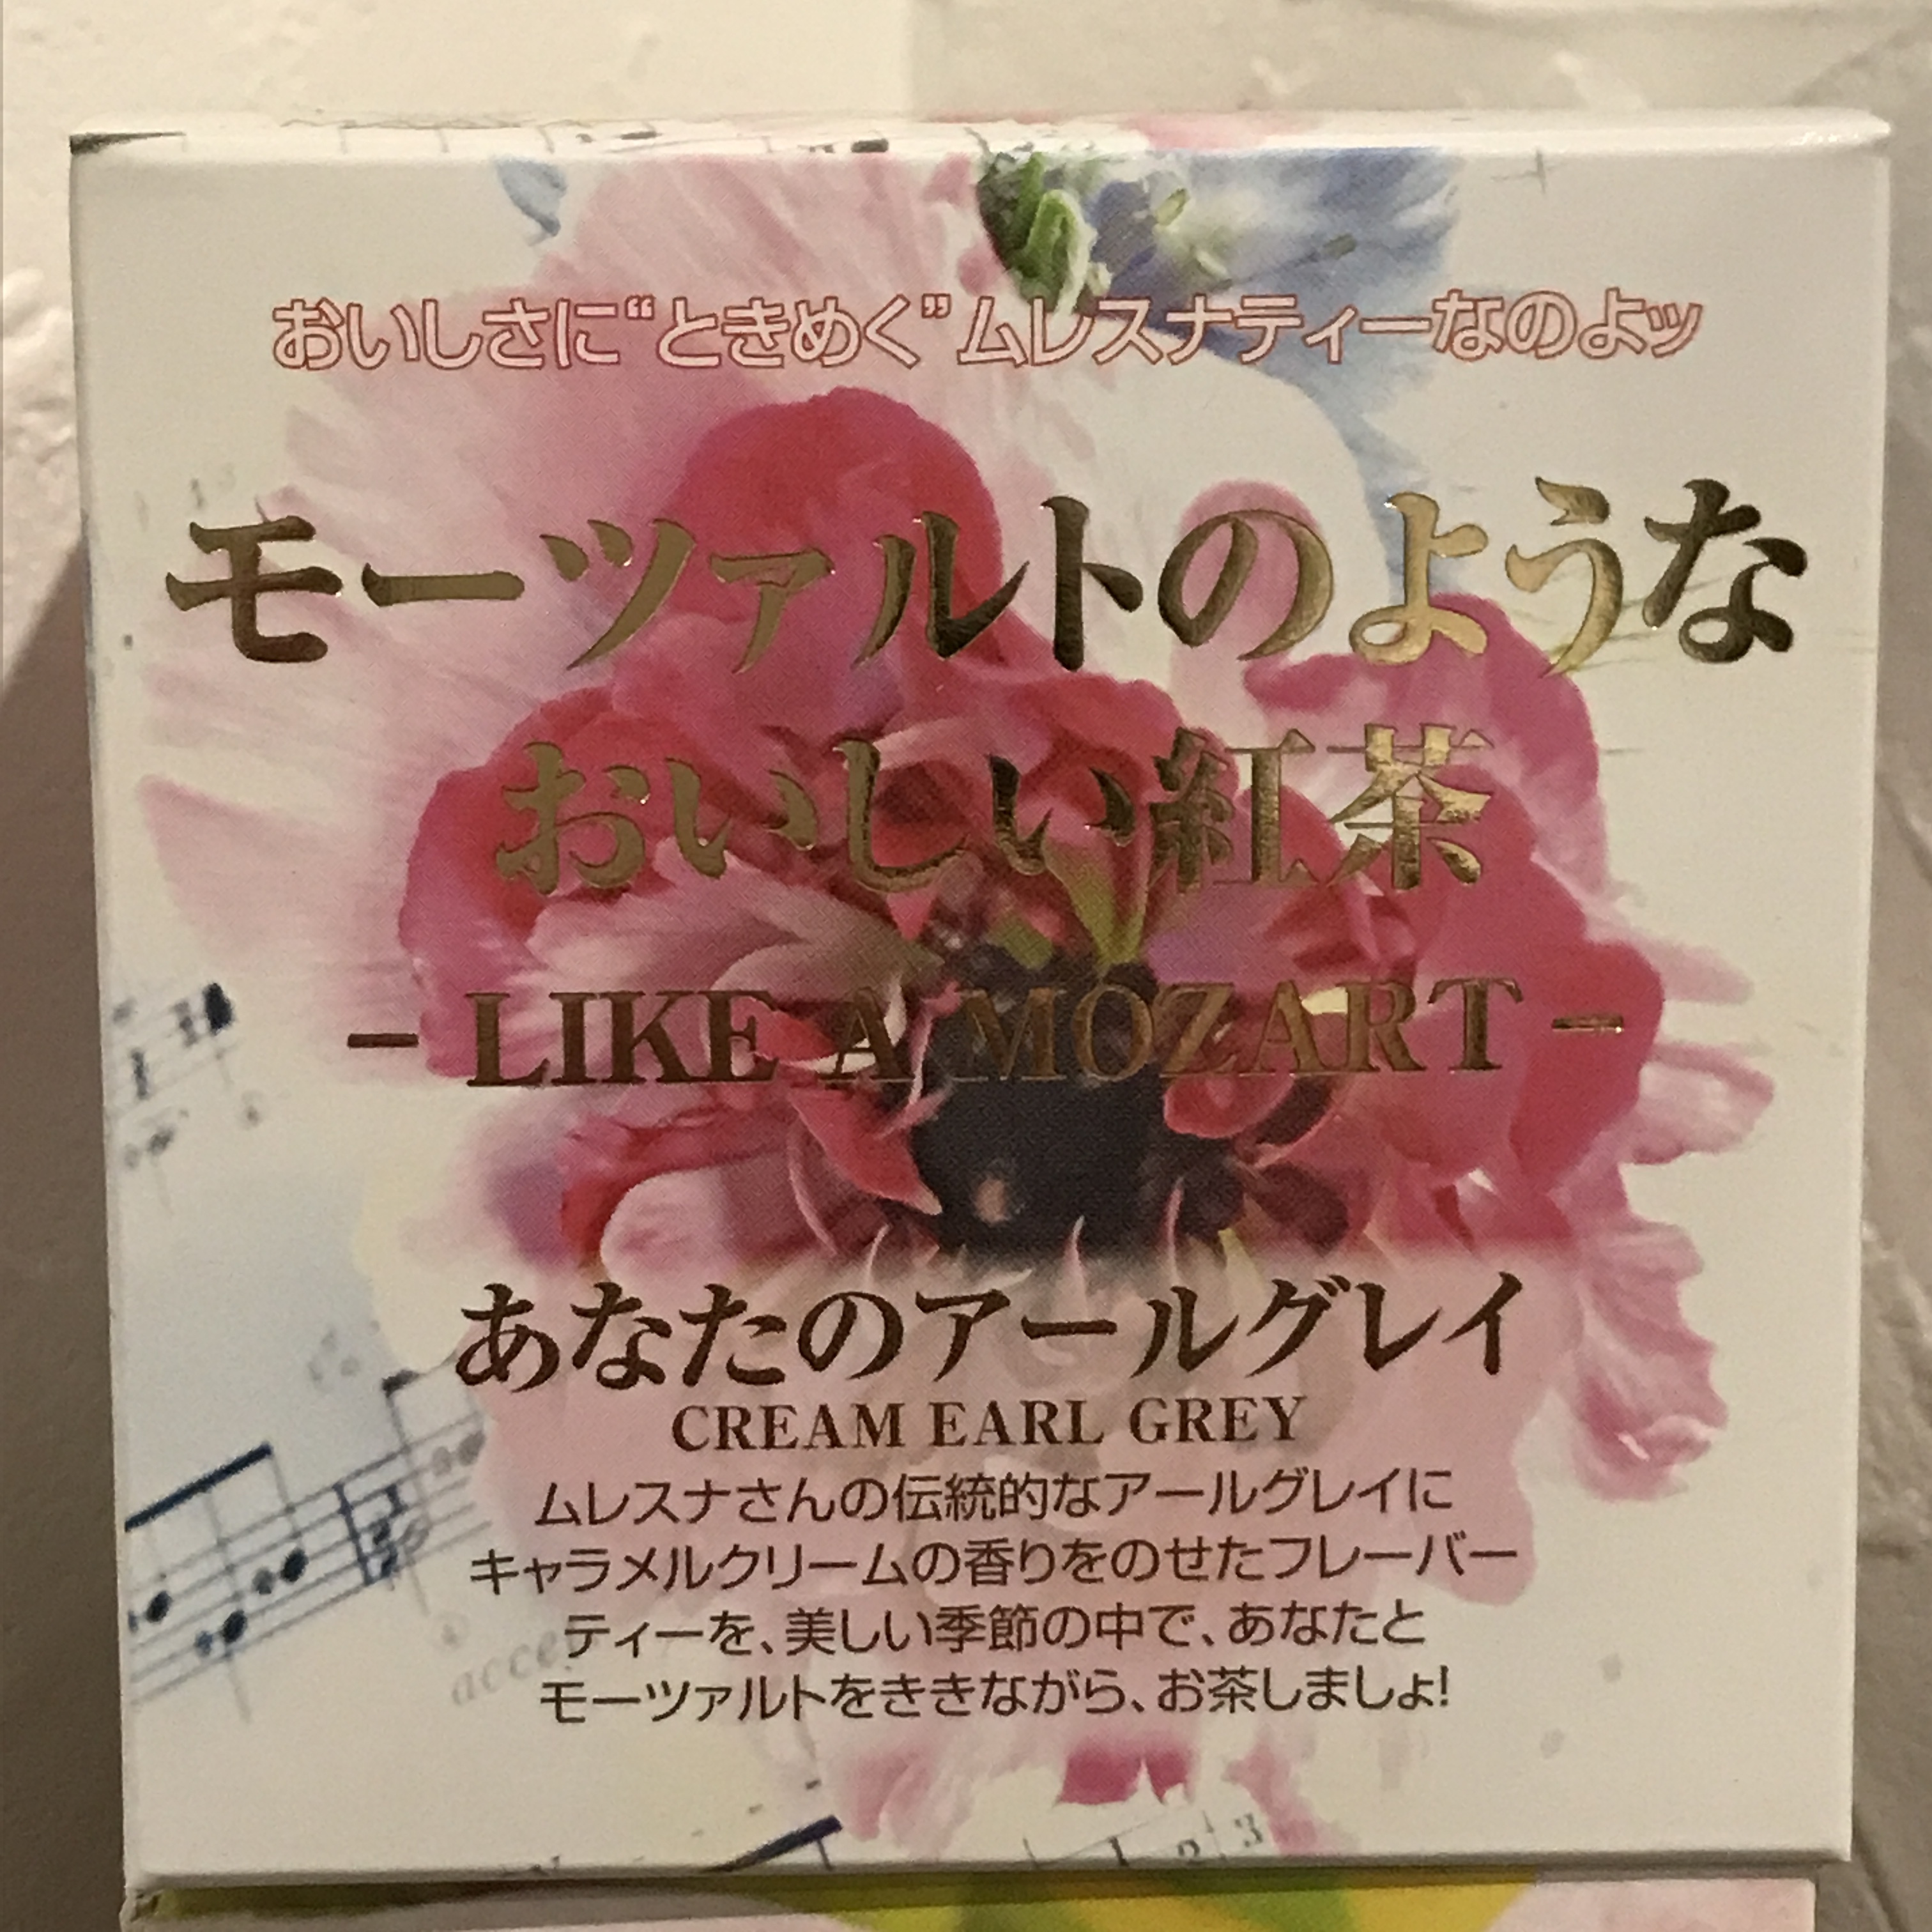 おいしさに“ときめく”ムレスナティーなのよッ
モーツァルトのような
おいしい紅茶
− LIKE A MOZART −
あなたのアールグレイ
CREAM EARL GREY
ムレスナさんの伝統的なアールグレイに
キャラメルクリームの香りをのせたフレーバー
ティーを、美しい季節の中で、あなたと
モーツァルトをききながら、お茶しましょ!